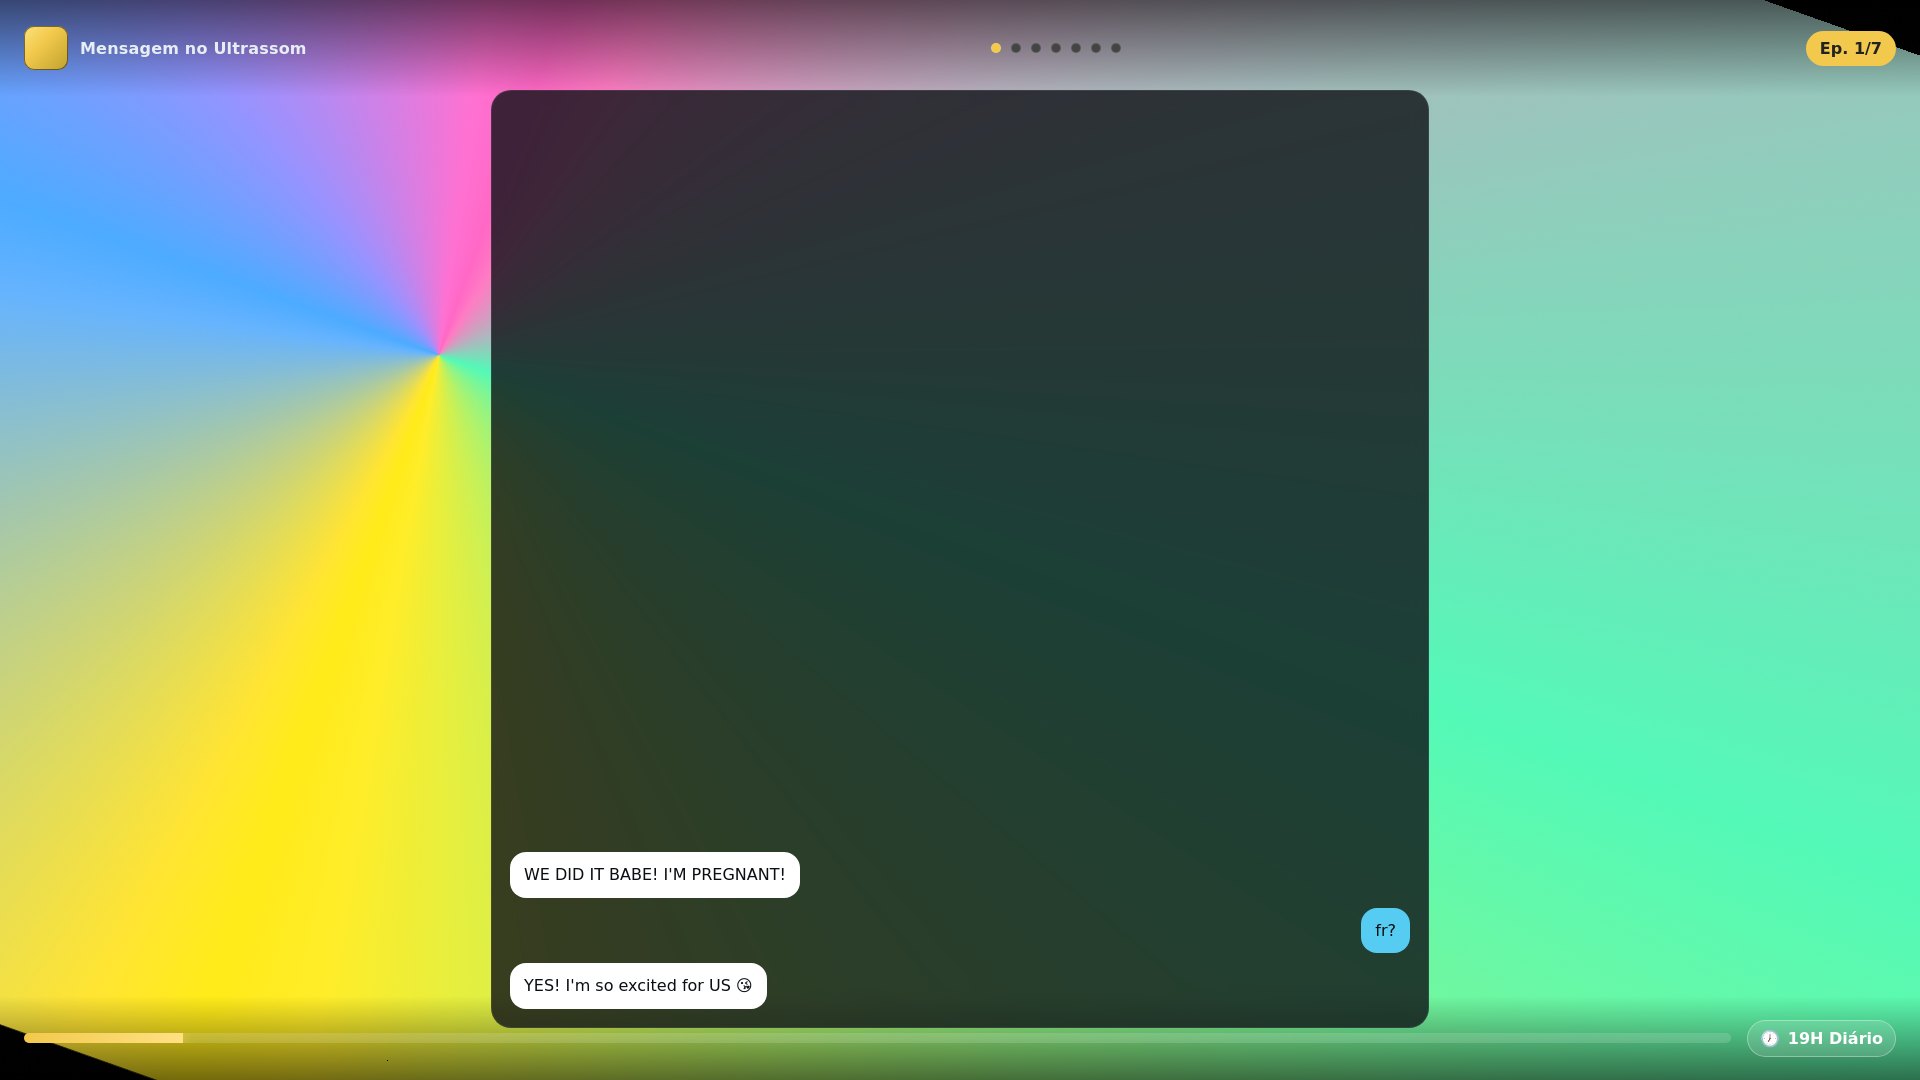 Mensagem no Ultrassom
Ep. 1/7
WE DID IT BABE! I'M PREGNANT!
fr?
YES! I'm so excited for US 😘
🕖 19H Diário